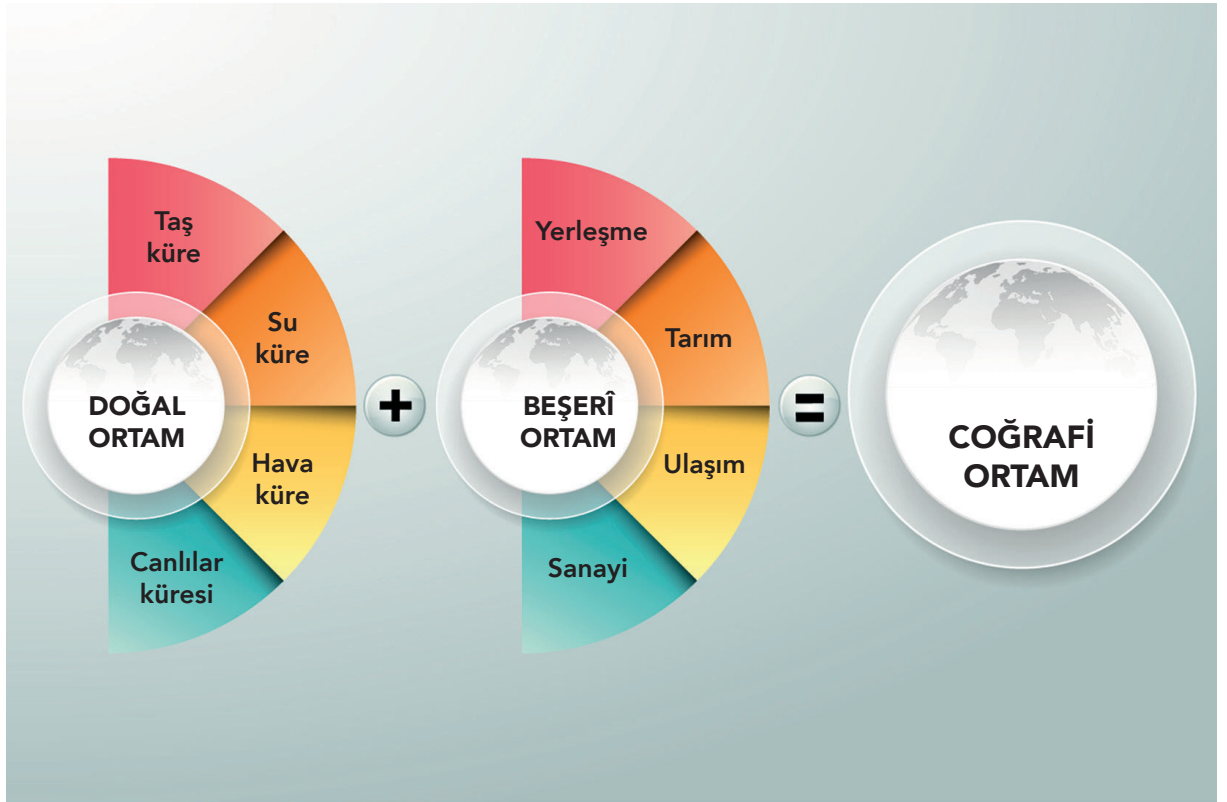 Taş
küre
Su
küre
DOĞAL
ORTAM
Hava
küre
Canlılar
küresi
+
Yerleşme
Tarım
BEŞERÎ
ORTAM
Ulaşım
Sanayi
=
COĞRAFİ
ORTAM